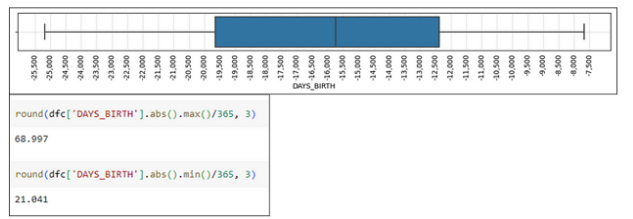 -25,500 -25,000 -24,500 -24,000 -23,500 -23,000 -22,500 -22,000 -21,500 -21,000 -20,500 -20,000 -19,500 -19,000 -18,500 -18,000 -17,500 -17,000 -16,500 -16,000 -15,500 -15,000 -14,500 -14,000 -13,500 -13,000 -12,500 -12,000 -11,500 -11,000 -10,500 -10,000 -9,500 -9,000 -8,500 -8,000 -7,500
DAYS_BIRTH
round(dfc['DAYS_BIRTH'].abs().max()/365, 3)
68.997
round(dfc['DAYS_BIRTH'].abs().min()/365, 3)
21.041